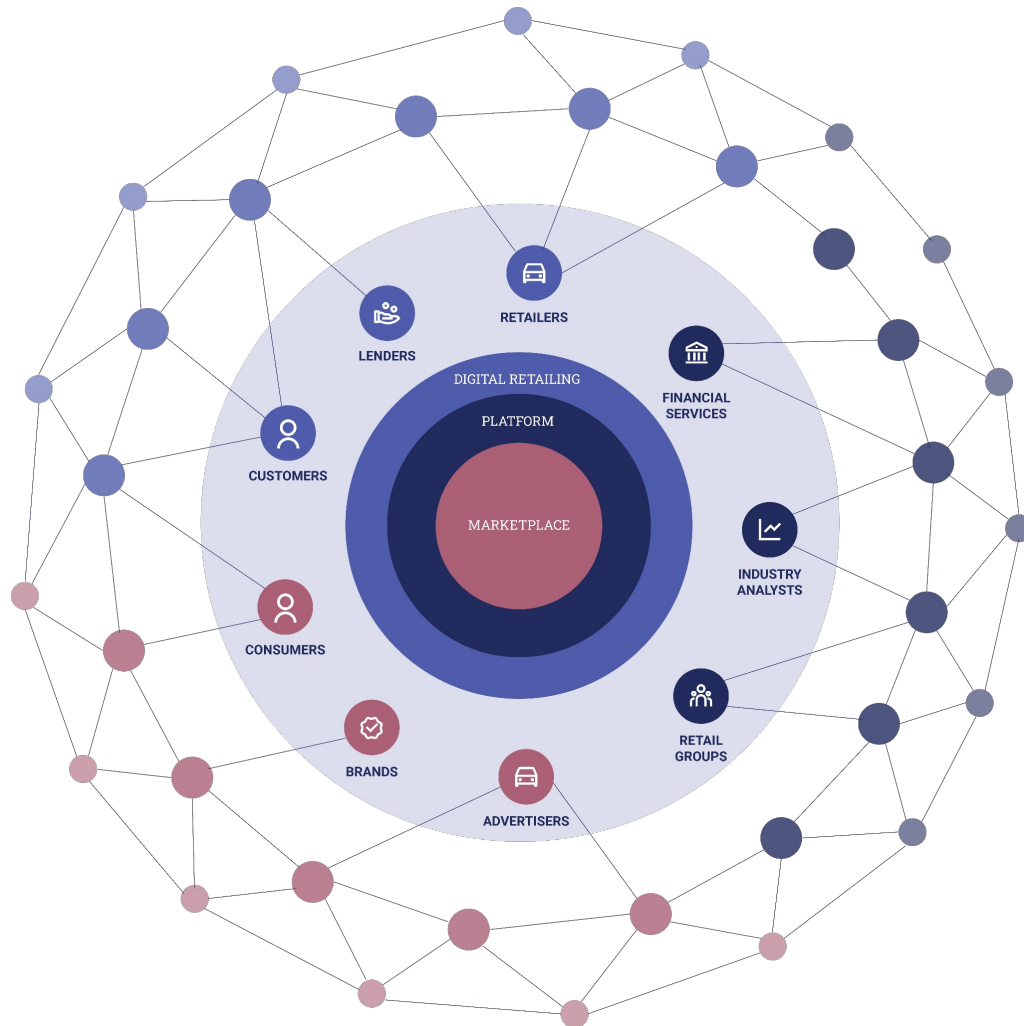 RETAILERS
LENDERS
DIGITAL RETAILING
FINANCIAL
SERVICES
PLATFORM
CUSTOMERS
MARKETPLACE
INDUSTRY
ANALYSTS
CONSUMERS
RETAIL
GROUPS
BRANDS
ADVERTISERS